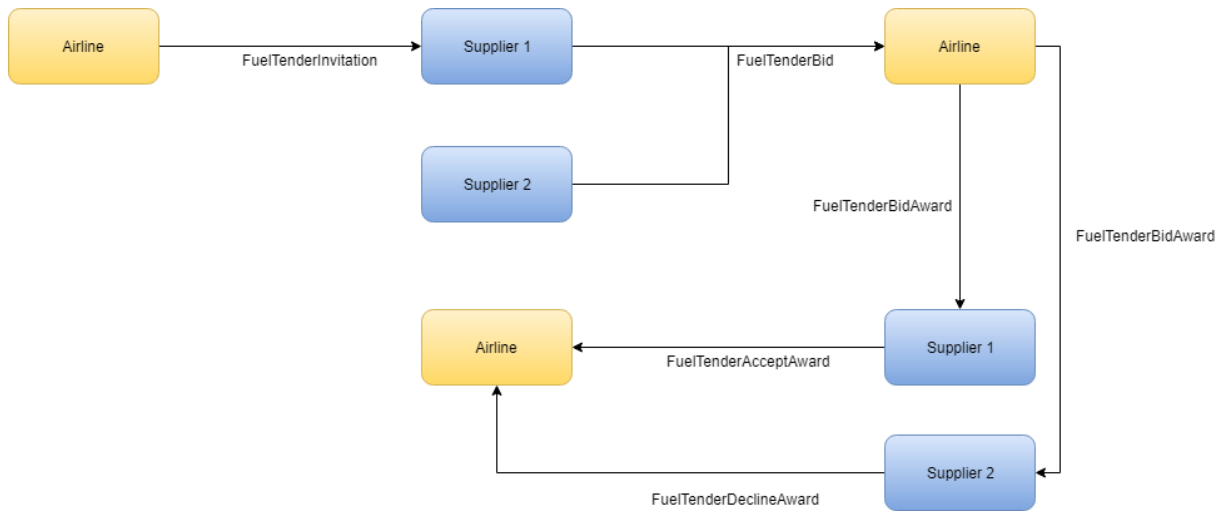 Airline
FuelTenderInvitation
Supplier 1
FuelTenderBid
Airline
Supplier 2
FuelTenderBidAward
FuelTenderBidAward
Airline
FuelTenderAcceptAward
Supplier 1
Supplier 2
FuelTenderDeclineAward